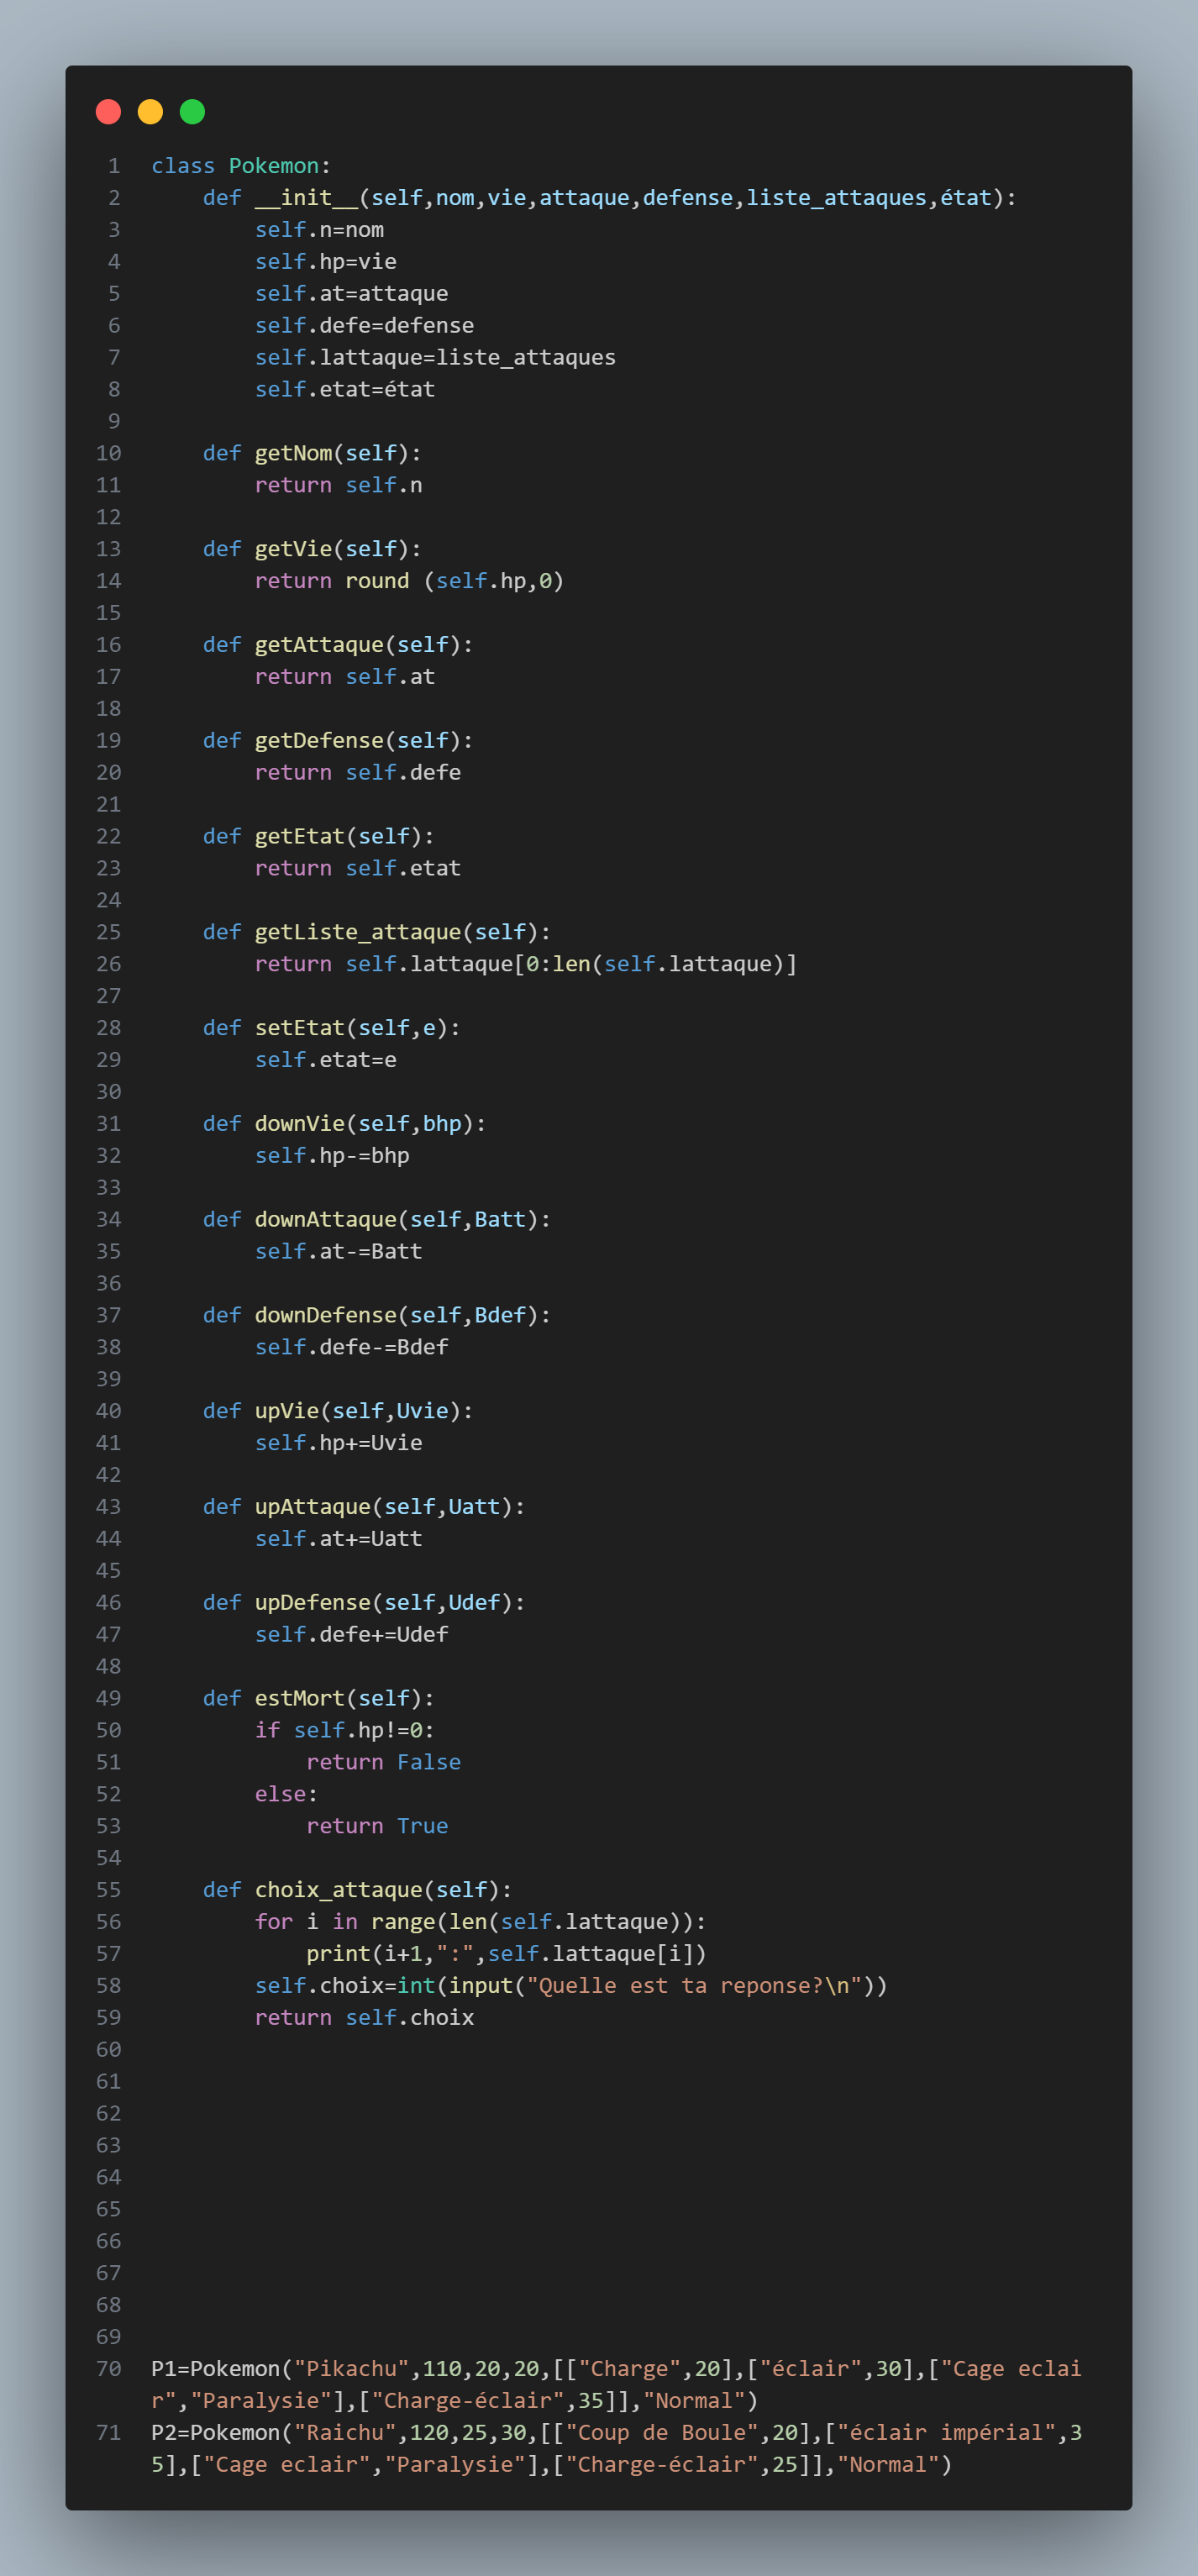 1 class Pokemon:
2     def __init__(self,nom,vie,attaque,defense,liste_attaques,état):
3         self.n=nom
4         self.hp=vie
5         self.at=attaque
6         self.defe=defense
7         self.lattaque=liste_attaques
8         self.etat=état
9
10     def getNom(self):
11         return self.n
12
13     def getVie(self):
14         return round (self.hp,0)
15
16     def getAttaque(self):
17         return self.at
18
19     def getDefense(self):
20         return self.defe
21
22     def getEtat(self):
23         return self.etat
24
25     def getListe_attaque(self):
26         return self.lattaque[0:len(self.lattaque)]
27
28     def setEtat(self,e):
29         self.etat=e
30
31     def downVie(self,bhp):
32         self.hp-=bhp
33
34     def downAttaque(self,Batt):
35         self.at-=Batt
36
37     def downDefense(self,Bdef):
38         self.defe-=Bdef
39
40     def upVie(self,Uvie):
41         self.hp+=Uvie
42
43     def upAttaque(self,Uatt):
44         self.at+=Uatt
45
46     def upDefense(self,Udef):
47         self.defe+=Udef
48
49     def estMort(self):
50         if self.hp!=0:
51             return False
52         else:
53             return True
54
55     def choix_attaque(self):
56         for i in range(len(self.lattaque)):
57             print(i+1,":",self.lattaque[i])
58         self.choix=int(input("Quelle est ta reponse?\n"))
59         return self.choix
60
61
62
63
64
65
66
67
68
69
70 P1=Pokemon("Pikachu",110,20,20,[["Charge",20],["éclair",30],["Cage eclai
r","Paralysie"],["Charge-éclair",35]],"Normal")
71 P2=Pokemon("Raichu",120,25,30,[["Coup de Boule",20],["éclair impérial",3
5],["Cage eclair","Paralysie"],["Charge-éclair",25]],"Normal")